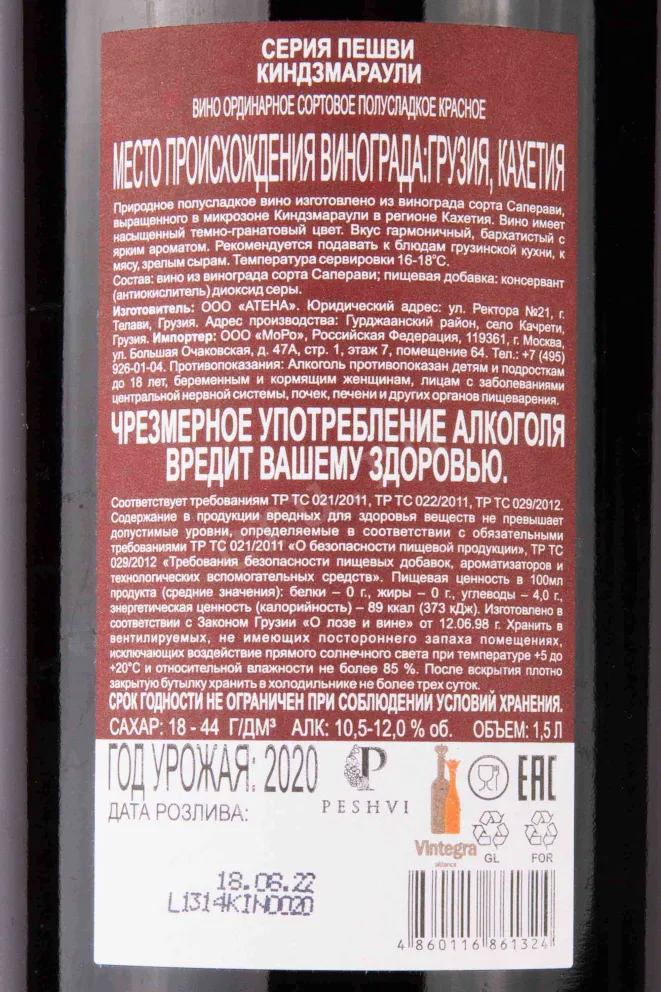 СЕРИЯ ПЕШВИ
КИНДЗМАРАУЛИ
ВИНО ОРДИНАРНОЕ СОРТОВОЕ ПОЛУСЛАДКОЕ КРАСНОЕ
МЕСТО ПРОИСХОЖДЕНИЯ ВИНОГРАДА:ГРУЗИЯ, КАХЕТИЯ
Природное полусладкое вино изготовлено из винограда сорта Саперави,
выращенного в микрозоне Киндзмараули в регионе Кахетия. Вино имеет
насыщенный темно-гранатовый цвет. Вкус гармоничный, бархатистый с
ярким ароматом. Рекомендуется подавать к блюдам грузинской кухни, к
мясу, зрелым сырам. Температура сервировки 16-18°С.
Состав: вино из винограда сорта Саперави; пищевая добавка: консервант
(антиокислитель) диоксид серы.
Изготовитель: ООО «АТЕНА». Юридический адрес: ул. Ректора №21, г.
Телави, Грузия. Адрес производства: Гурджаанский район, село Качрети,
Грузия. Импортер: ООО «МоРо», Российская Федерация, 119361, г. Москва,
ул. Большая Очаковская, д. 47А, стр. 1, этаж 7, помещение 64. Тел.: +7 (495)
926-01-04. Противопоказания: Алкоголь противопоказан детям и подросткам
до 18 лет, беременным и кормящим женщинам, лицам с заболеваниями
центральной нервной системы, почек, печени и других органов пищеварения.
ЧРЕЗМЕРНОЕ УПОТРЕБЛЕНИЕ АЛКОГОЛЯ
ВРЕДИТ ВАШЕМУ ЗДОРОВЬЮ.
Соответствует требованиям ТР ТС 021/2011, ТР ТС 022/2011, ТР ТС 029/2012.
Содержание в продукции вредных для здоровья веществ не превышает
допустимые уровни, определяемые в соответствии с обязательными
требованиями ТР ТС 021/2011 «О безопасности пищевой продукции», ТР ТС
029/2012 «Требования безопасности пищевых добавок, ароматизаторов и
технологических вспомогательных средств». Пищевая ценность в 100мл
продукта (средние значения): белки – 0 г., жиры – 0 г., углеводы – 4,0 г.,
энергетическая ценность (калорийность) – 89 ккал (373 кДж). Изготовлено в
соответствии с Законом Грузии «О лозе и вине» от 12.06.98 г. Хранить в
вентилируемых, не имеющих постороннего запаха помещениях,
исключающих воздействие прямого солнечного света при температуре +5 до
+20°С и относительной влажности не более 85 %. После вскрытия плотно
закрытую бутылку хранить в холодильнике не более трех суток.
СРОК ГОДНОСТИ НЕ ОГРАНИЧЕН ПРИ СОБЛЮДЕНИИ УСЛОВИЙ ХРАНЕНИЯ.
САХАР: 18 - 44 Г/ДМ³ АЛК: 10,5-12,0 % об. ОБЪЕМ: 1,5 Л
ГОД УРОЖАЯ: 2020
ДАТА РОЗЛИВА:
P
PESHVI
Vintegra
alliance
EAC
GL
FOR
18.06.22
L1314KIN0020
4 860116 861324